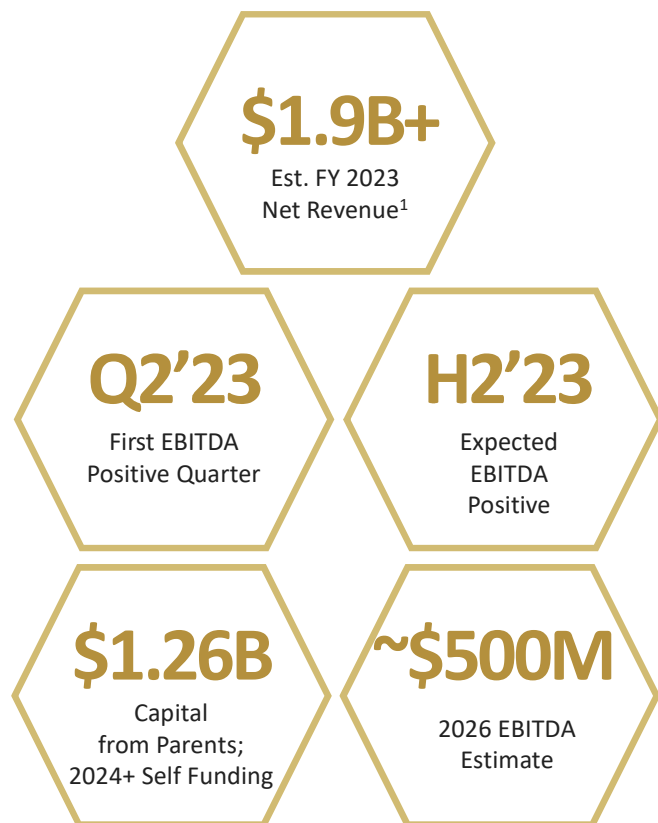 $1.9B+
Est. FY 2023
Net Revenue¹
Q2’23
First EBITDA
Positive Quarter
H2’23
Expected
EBITDA
Positive
$1.26B
Capital
from Parents;
2024+ Self Funding
~$500M
2026 EBITDA
Estimate